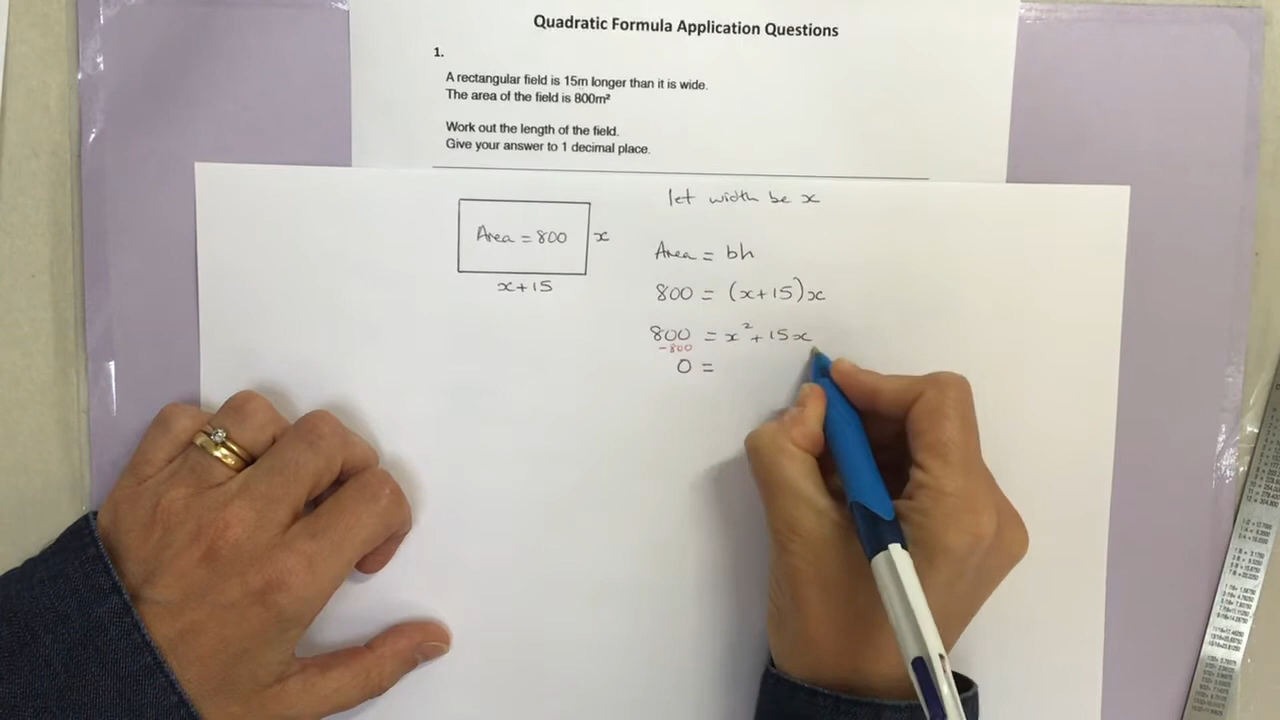 Quadratic Formula Application Questions
1.
A rectangular field is 15m longer than it is wide.
The area of the field is 800m²
Work out the length of the field.
Give your answer to 1 decimal place.
let width be x
Area = 800
x
x+15
Area = bh
800 = (x+15)x
800 = x² + 15x
-800
0 =